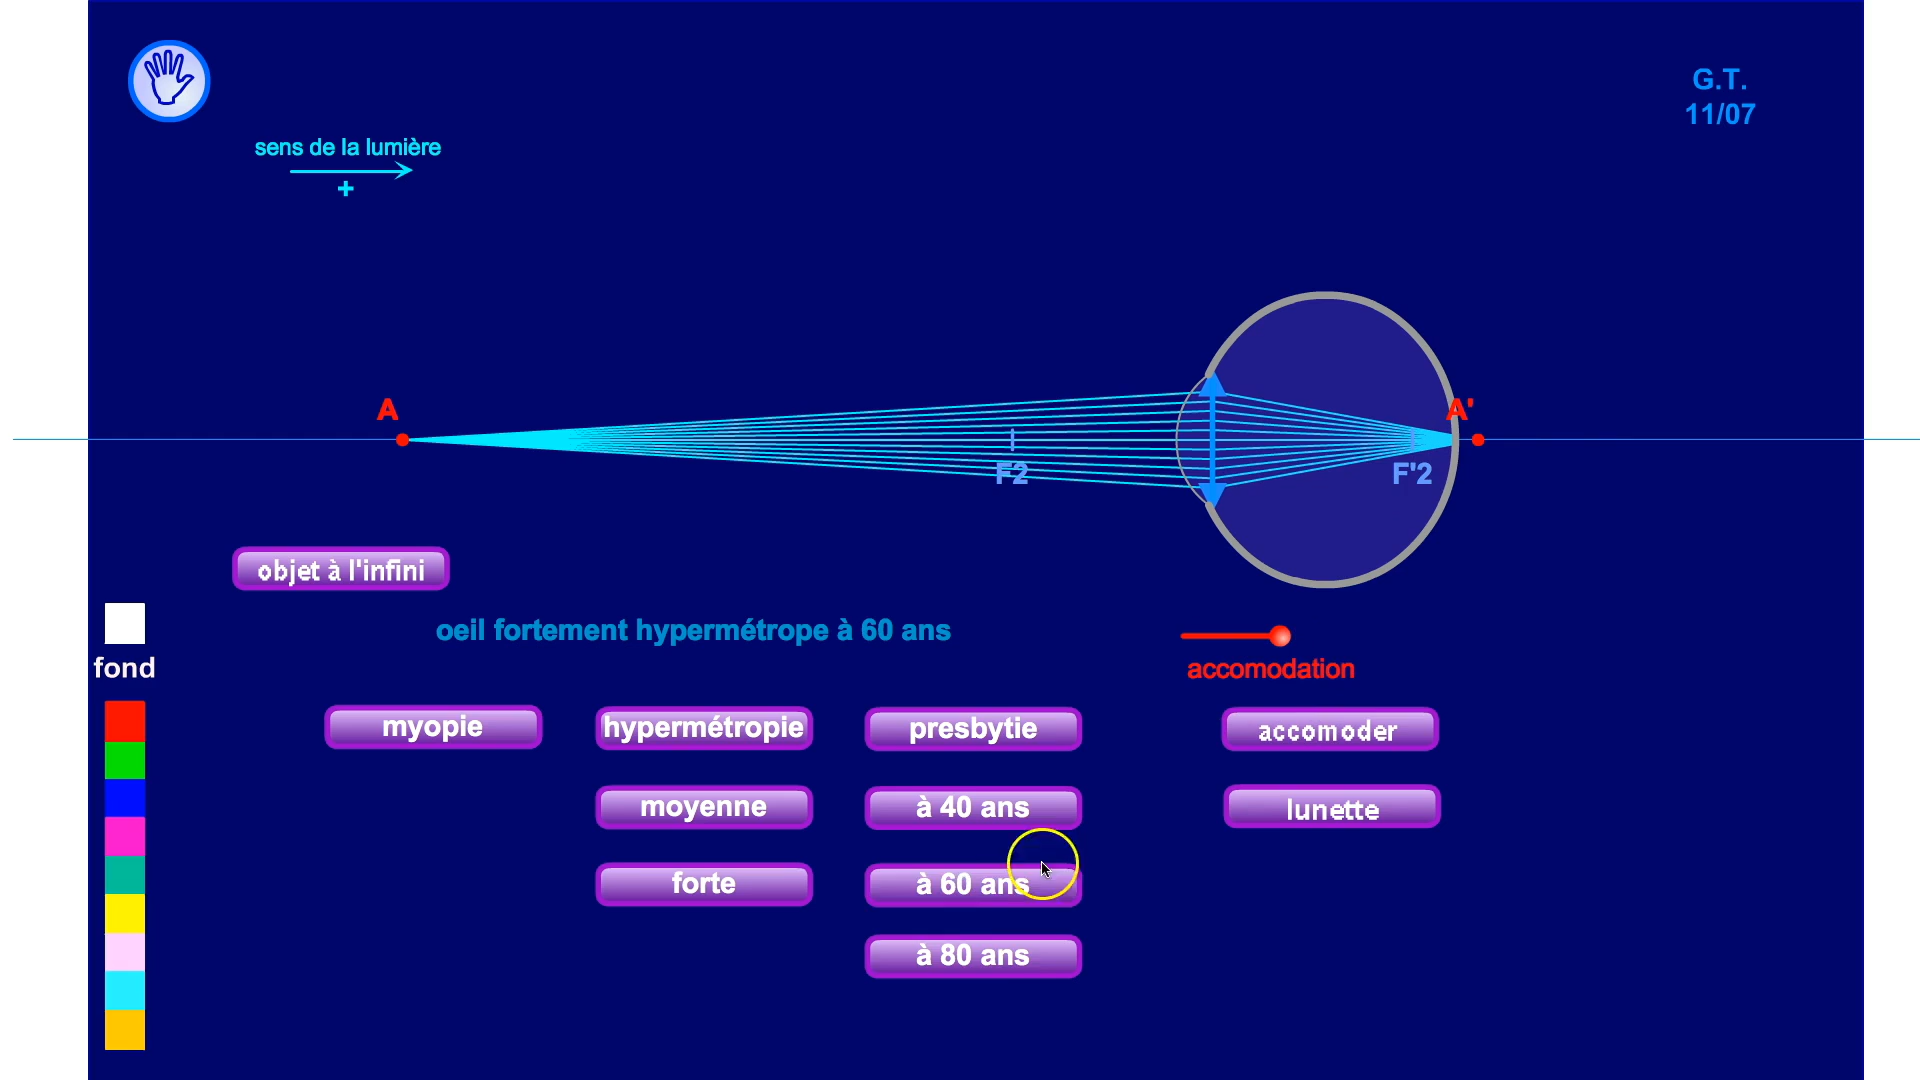 G.T.
11/07
sens de la lumière
+
A
A'
F2
F'2
objet à l'infini
oeil fortement hypermétrope à 60 ans
fond
accomodation
myopie
hypermétropie
presbytie
accomoder
moyenne
à 40 ans
lunette
forte
à 60 ans
à 80 ans